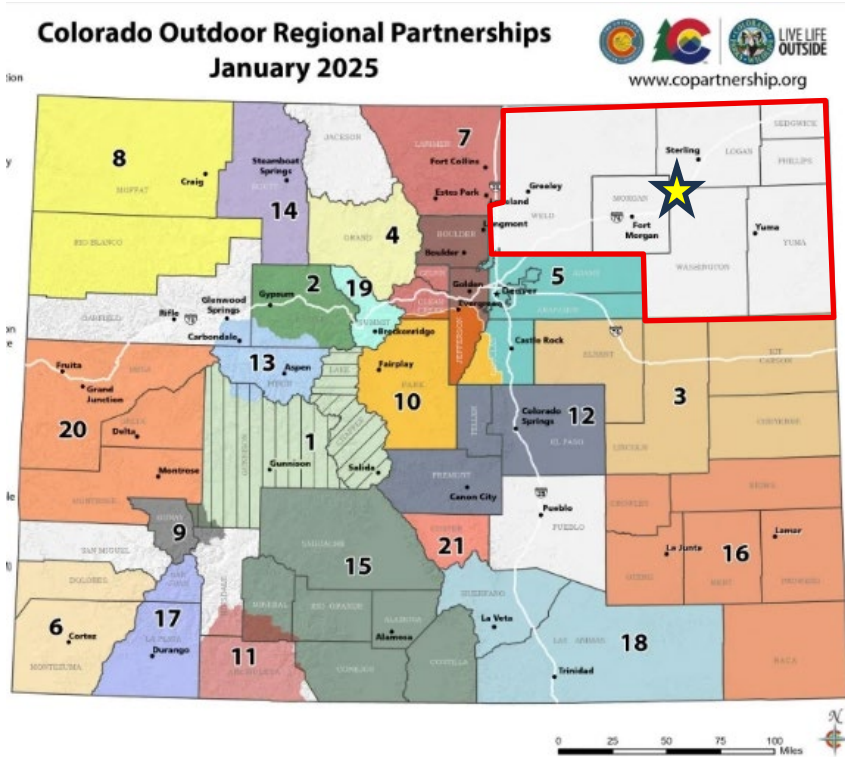 Colorado Outdoor Regional Partnerships
January 2025
LIVE LIFE
OUTSIDE
www.copartnership.org
8
Craig
MOFFAT
RIO BLANCO
Steamboat
Springs
ROUTT
14
JACKSON
LARIMER
7
Fort Collins
Estes Park
Loveland
Greeley
WELD
Sterling
LOGAN
SEDGWICK
PHILLIPS
MORGAN
76
Fort
Morgan
WASHINGTON
Yuma
YUMA
GRAND
4
BOULDER
Boulder
Longmont
GILPIN
CLEAR
CREEK
Golden
Evergreen
Denver
5
ADAMS
ARAPAHOE
2
Gypsum
19
SUMMIT
Breckenridge
GARFIELD
Rifle
70
Glenwood
Springs
Carbondale
13
Aspen
PITKIN
LAKE
Fairplay
PARK
10
JEFFERSON
Castle Rock
70
ELBERT
3
KIT
CARSON
CHEYENNE
LINCOLN
Fruita
MESA
Grand
Junction
20
DELTA
Delta
Montrose
MONTROSE
GUNNISON
1
Gunnison
CHAFFEE
Salida
TELLER
Colorado
Springs
12
EL PASO
FREMONT
Canon City
25
Pueblo
PUEBLO
CROWLEY
KIOWA
OTERO
La Junta
BENT
16
Lamar
PROWERS
BACA
OURAY
9
SAN MIGUEL
DOLORES
SAN
JUAN
SAGUACHE
15
CUSTER
21
6
Cortez
MONTEZUMA
17
LA PLATA
Durango
MINERAL
RIO GRANDE
ALAMOSA
Alamosa
11
ARCHULETA
CONEJOS
COSTILLA
HUERFANO
La Veta
LAS ANIMAS
18
Trinidad
N
0 25 50 75 100
Miles